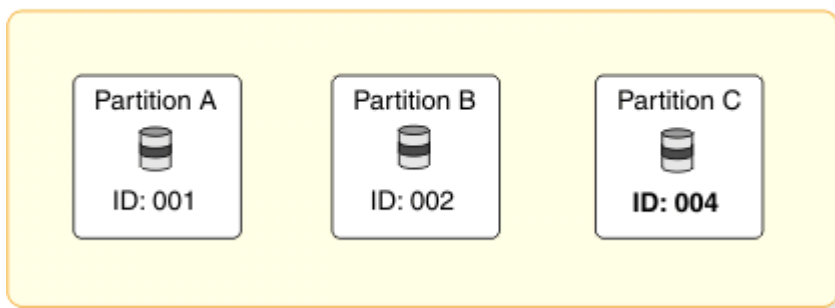 Partition A
ID: 001
Partition B
ID: 002
Partition C
ID: 004